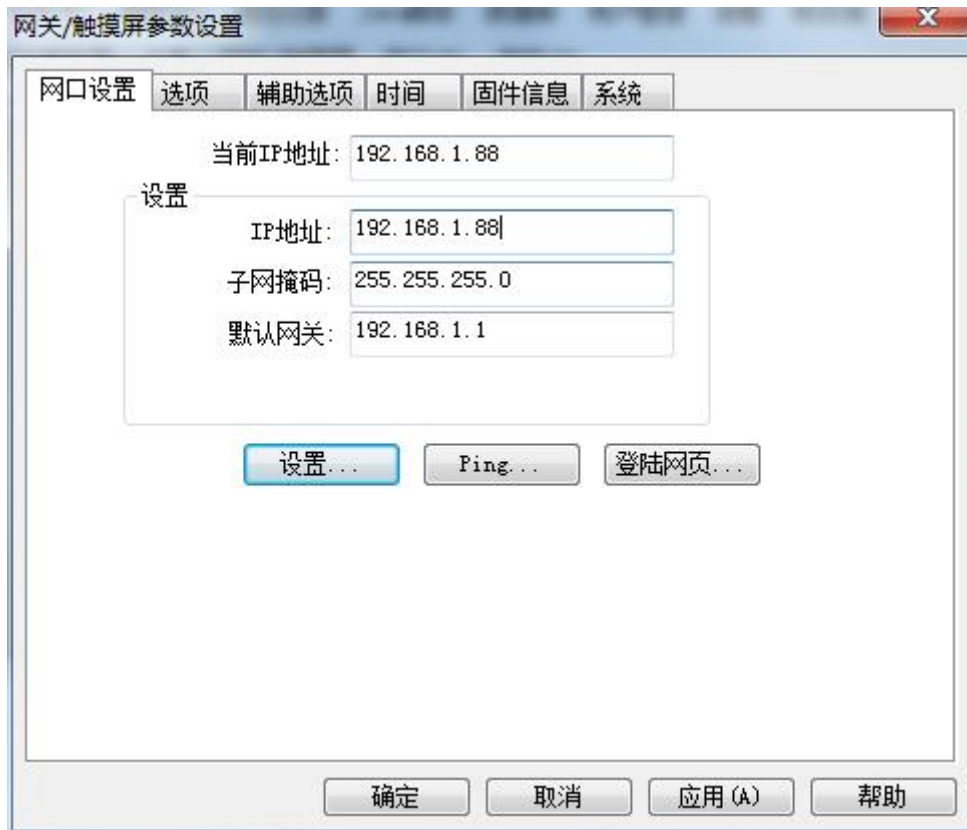 网关/触摸屏参数设置
网口设置 选项 辅助选项 时间 固件信息 系统
当前IP地址: 192.168.1.88
设置
IP地址: 192.168.1.88
子网掩码: 255.255.255.0
默认网关: 192.168.1.1
设置... Ping... 登陆网页...
确定 取消 应用(A) 帮助